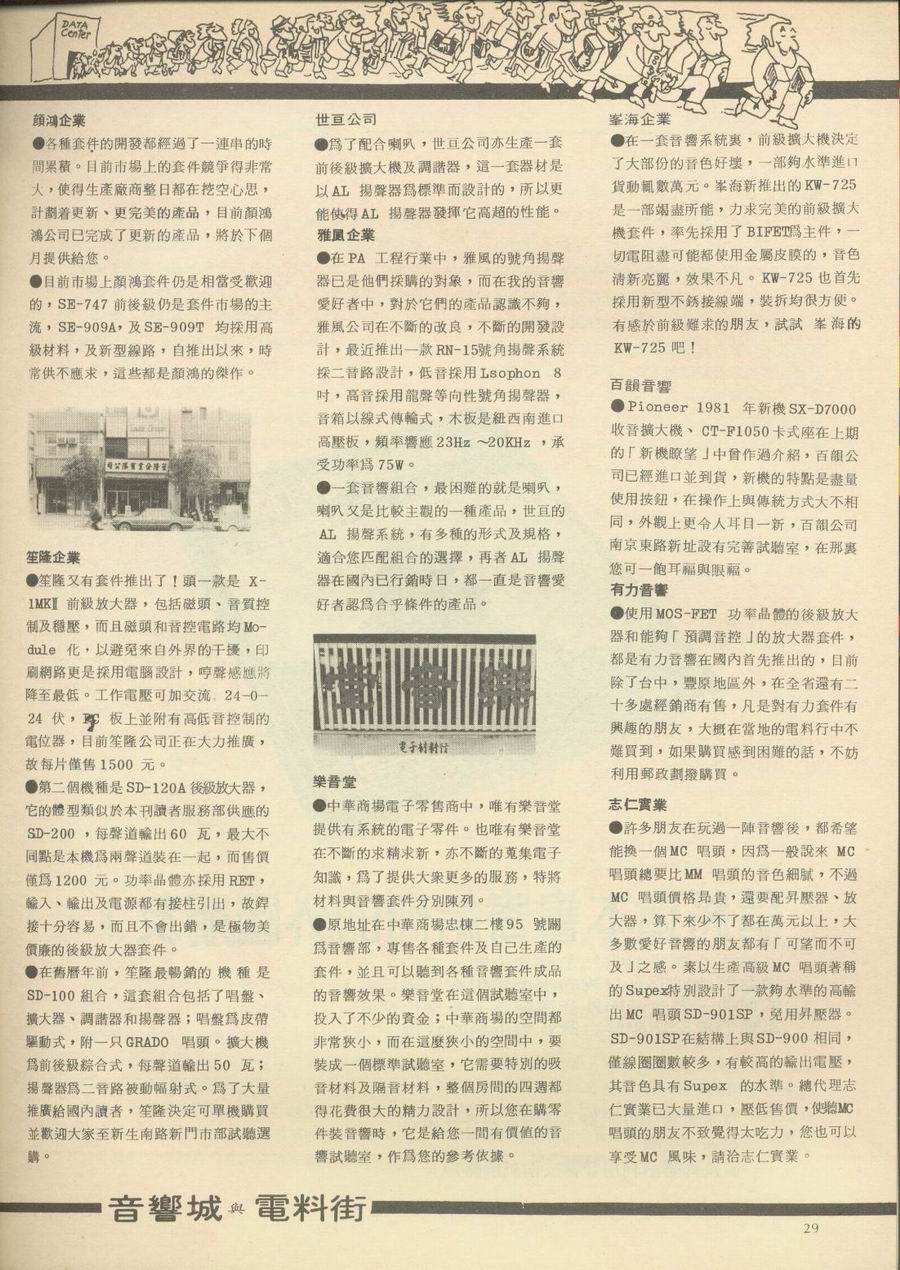 DATA
Center
顏鴻企業
●各種套件的開發都經過了一連串的時
間累積。目前市場上的套件競爭得非常
大，使得生產廠商整日都在挖空心思，
計劃着更新、更完美的產品，目前顏鴻
鴻公司已完成了更新的產品，將於下個
月提供給您。
●目前市場上顏鴻套件仍是相當受歡迎
的，SE-747 前後級仍是套件市場的主
流，SE-909A，及SE-909T 均採用高
級材料，及新型線路，自推出以來，時
常供不應求，這些都是顏鴻的傑作。
笙隆企業
●笙隆又有套件推出了！頭一款是 X-
1MKⅡ 前級放大器，包括磁頭、音質控
制及穩壓，而且磁頭和音控電路均Mo-
dule 化，以避免來自外界的干擾，印
刷網路更是採用電腦設計，哼聲感應將
降至最低。工作電壓可加交流 24-0-
24 伏，PC 板上並附有高低音控制的
電位器，目前笙隆公司正在大力推廣，
故每片僅售1500 元。
●第二個機種是SD-120A 後級放大器，
它的體型類似於本刊讀者服務部供應的
SD-200 ，每聲道輸出60 瓦，最大不
同點是本機爲兩聲道裝在一起，而售價
僅爲1200 元。功率晶體亦採用RET，
輸入、輸出及電源都有接柱引出，故銲
接十分容易，而且不會出錯，是極物美
價廉的後級放大器套件。
●在舊曆年前，笙隆最暢銷的 機 種 是
SD-100 組合，這套組合包括了唱盤、
擴大器、調諧器和揚聲器；唱盤爲皮帶
驅動式，附一只GRADO 唱頭。擴大機
爲前後級綜合式，每聲道輸出 50 瓦；
揚聲器爲二音路被動幅射式。爲了大量
推廣給國內讀者，笙隆決定可單機購買
並歡迎大家至新生南路新門市部試聽選
購。
世亘公司
●爲了配合喇叭，世亘公司亦生產一套
前後級擴大機及調諧器，這一套器材是
以AL 揚聲器爲標準而設計的，所以更
能使得AL 揚聲器發揮它高超的性能。
雅風企業
●在 PA 工程行業中，雅風的號角揚聲
器已是他們採購的對象，而在我的音響
愛好者中，對於它們的產品認識不夠，
雅風公司在不斷的改良，不斷的開發設
計，最近推出一款RN-15號角揚聲系統
採二音路設計，低音採用Lsophon 8
吋，高音採用龍聲等向性號角揚聲器，
音箱以線式傳輸式，木板是紐西南進口
高壓板，頻率響應 23Hz ～20KHz ，承
受功率爲 75W。
●一套音響組合，最困難的就是喇叭，
喇叭又是比較主觀的一種產品，世亘的
AL 揚聲系統，有多種的形式及規格，
適合您匹配組合的選擇，再者AL 揚聲
器在國內已行銷時日，都一直是音響愛
好者認爲合乎條件的產品。
電子材料行
樂音堂
●中華商場電子零售商中，唯有樂音堂
提供有系統的電子零件。也唯有樂音堂
在不斷的求精求新，亦不斷的蒐集電子
知識，爲了提供大衆更多的服務，特將
材料與音響套件分別陳列。
●原地址在中華商場忠棟二樓95 號關
爲音響部，專售各種套件及自己生產的
套件，並且可以聽到各種音響套件成品
的音響效果。樂音堂在這個試聽室中，
投入了不少的資金；中華商場的空間都
非常狹小，而在這麼狹小的空間中，要
裝成一個標準試聽室，它需要特別的吸
音材料及隔音材料，整個房間的四週都
得花費很大的精力設計，所以您在購零
件裝音響時，它是給您一間有價值的音
響試聽室，作爲您的參考依據。
峯海企業
●在一套音響系統裏，前級擴大機決定
了大部份的音色好壞，一部夠水準進口
貨動輒數萬元。峯海新推出的KW-725
是一部竭盡所能，力求完美的前級擴大
機套件，率先採用了BIFET爲主件，一
切電阻盡可能都使用金屬皮膜的，音色
清新亮麗，效果不凡。KW-725 也首先
採用新型不銹接線端，裝拆均很方便。
有感於前級難求的朋友，試試 峯海的
KW-725 吧！
百韻音響
●Pioneer 1981 年新機SX-D7000
收音擴大機、CT-F1050卡式座在上期
的「新機瞭望」中曾作過介紹，百韻公
司已經進口並到貨，新機的特點是盡量
使用按鈕，在操作上與傳統方式大不相
同，外觀上更令人耳目一新，百韻公司
南京東路新址設有完善試聽室，在那裏
您可一飽耳福與眼福。
有力音響
●使用MOS-FET 功率晶體的後級放大
器和能夠「預調音控」的放大器套件，
都是有力音響在國內首先推出的，目前
除了台中，豐原地區外，在全省還有二
十多處經銷商有售，凡是對有力套件有
興趣的朋友，大概在當地的電料行中不
難買到，如果購買感到困難的話，不妨
利用郵政劃撥購買。
志仁實業
●許多朋友在玩過一陣音響後，都希望
能換一個MC 唱頭，因爲一般說來 MC
唱頭總要比MM 唱頭的音色細膩，不過
MC 唱頭價格昻貴，還要配昇壓器、放
大器，算下來少不了都在萬元以上，大
多數愛好音響的朋友都有「可望而不可
及」之感。素以生產高級MC 唱頭著稱
的Supex特別設計了一款夠水準的高輸
出MC 唱頭SD-901SP，免用昇壓器。
SD-901SP在結構上與SD-900 相同，
僅線圈圈數較多，有較高的輸出電壓，
其音色具有Supex 的水準。總代理志
仁實業已大量進口，壓低售價，使聽MC
唱頭的朋友不致覺得太吃力，您也可以
享受MC 風味，請洽志仁實業。
音響城與電料街
29